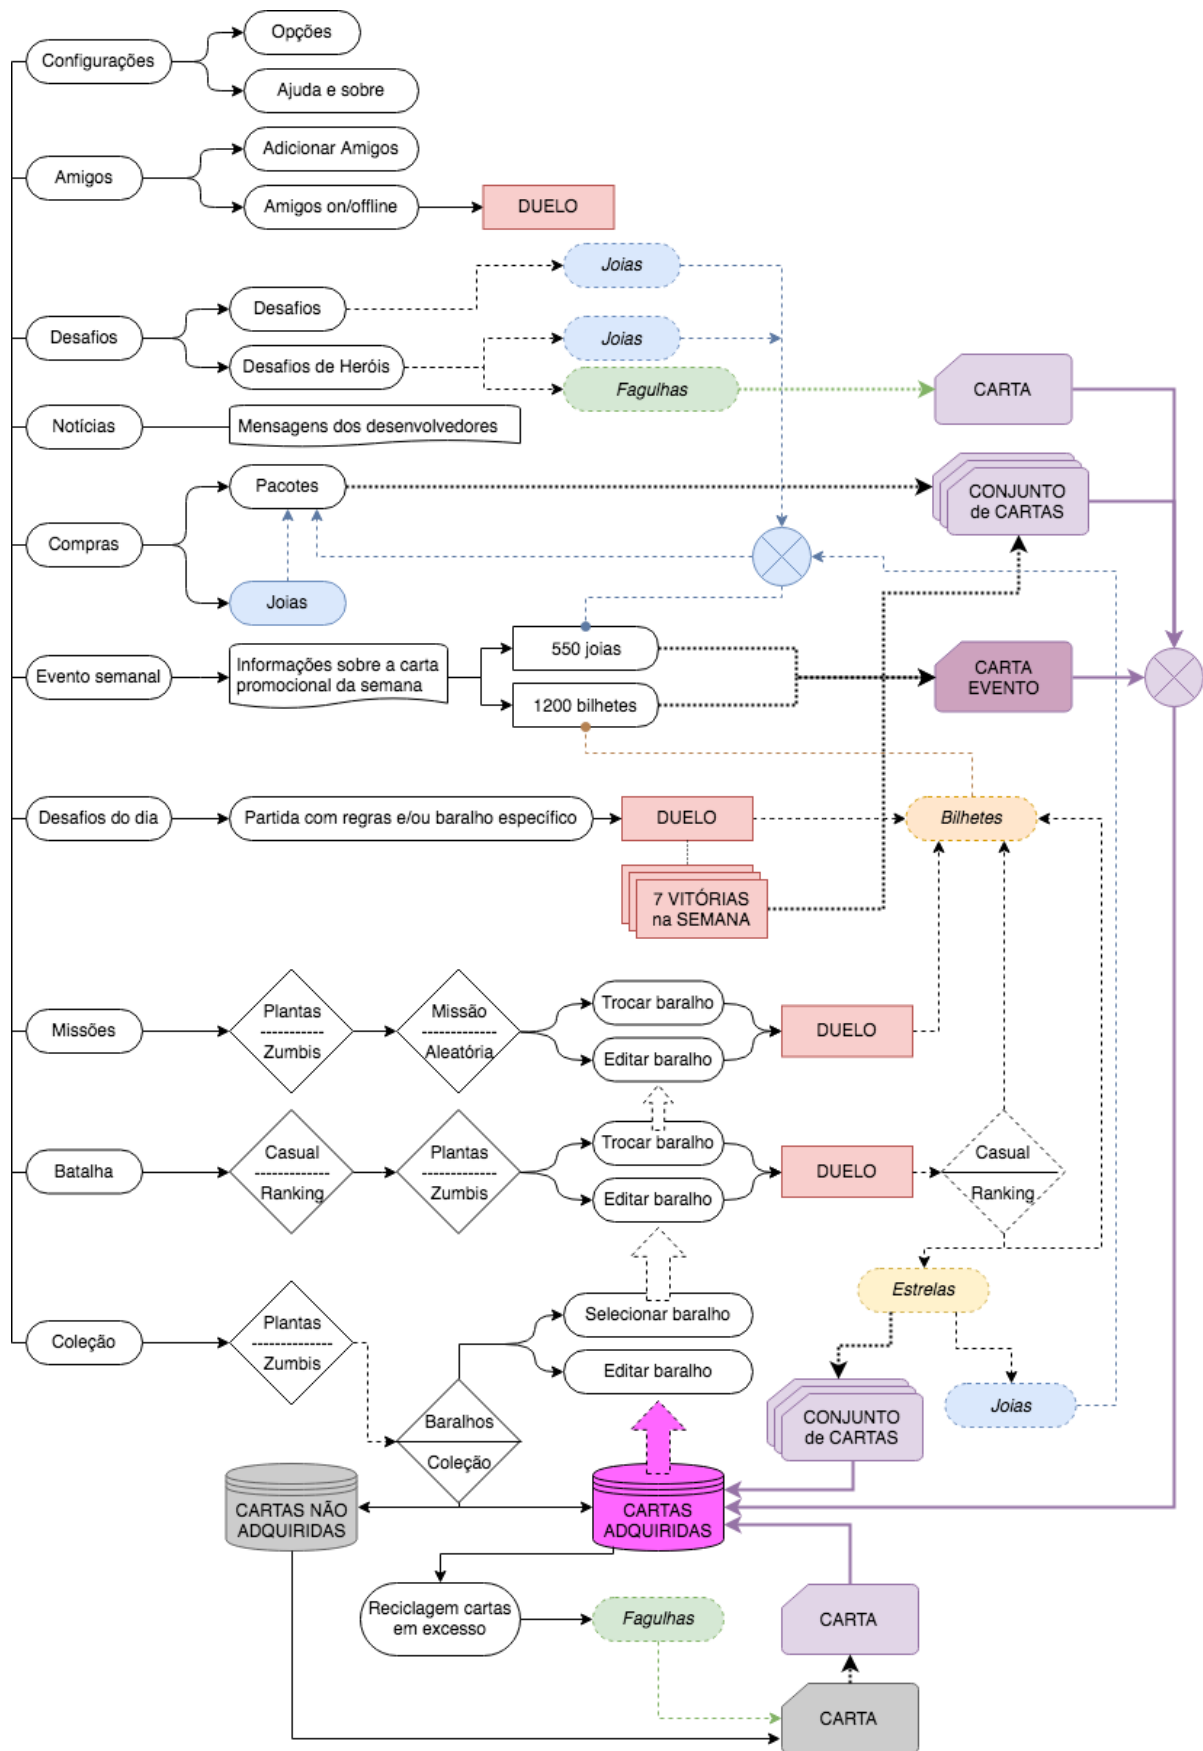 Opções
Configurações
Ajuda e sobre
Adicionar Amigos
Amigos
Amigos on/offline
DUELO
Joias
Desafios
Desafios
Joias
Desafios de Heróis
Fagulhas
CARTA
Notícias
Mensagens dos desenvolvedores
Pacotes
CONJUNTO
de CARTAS
Compras
Joias
Evento semanal
Informações sobre a carta
promocional da semana
550 joias
1200 bilhetes
CARTA
EVENTO
Desafios do dia
Partida com regras e/ou baralho específico
DUELO
Bilhetes
7 VITÓRIAS
na SEMANA
Missões
Plantas
Zumbis
Missão
Aleatória
Trocar baralho
Editar baralho
DUELO
Batalha
Casual
Ranking
Plantas
Zumbis
Trocar baralho
Editar baralho
DUELO
Casual
Ranking
Estrelas
Coleção
Plantas
Zumbis
Selecionar baralho
Editar baralho
Baralhos
Coleção
CONJUNTO
de CARTAS
Joias
CARTAS NÃO
ADQUIRIDAS
CARTAS
ADQUIRIDAS
Reciclagem cartas
em excesso
Fagulhas
CARTA
CARTA